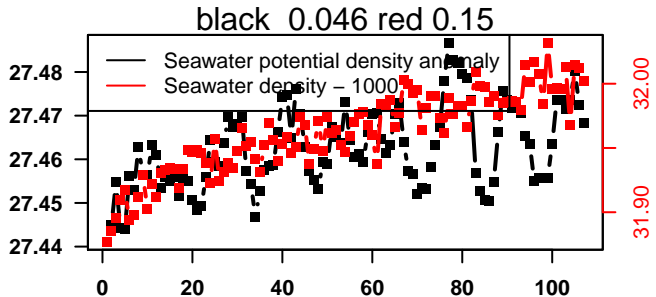 black 0.046 red 0.15
Seawater potential density anomaly
Seawater density − 1000
27.48
27.47
27.46
27.45
27.44
32.00
31.90
0 20 40 60 80 100